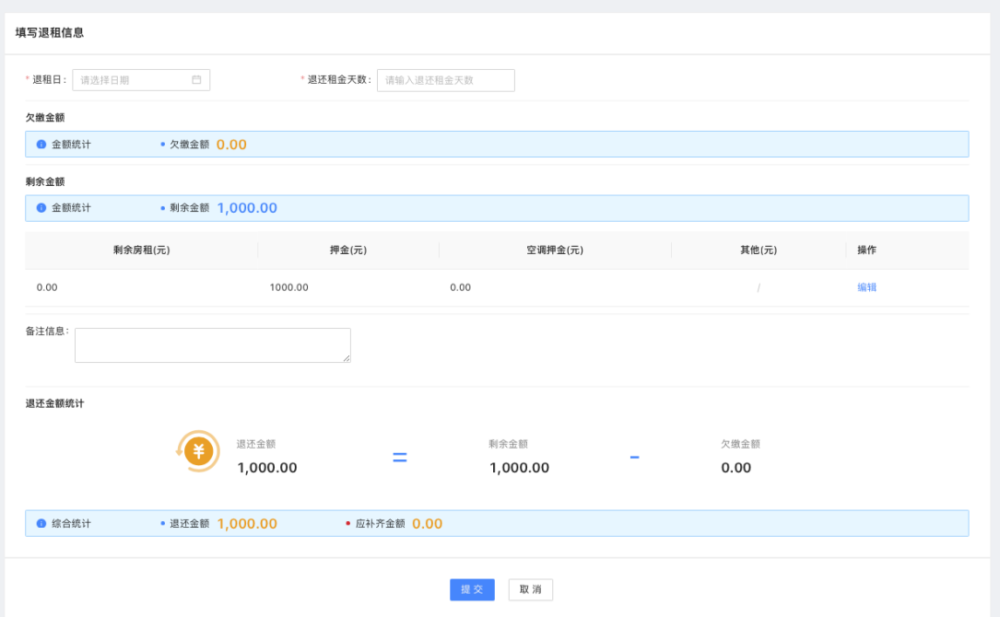 填写退租信息
* 退租日： 请选择日期 * 退还租金天数： 请输入退还租金天数
欠缴金额
金额统计 • 欠缴金额 0.00
剩余金额
金额统计 • 剩余金额 1,000.00
剩余房租(元) 押金(元) 空调押金(元) 其他(元) 操作
0.00 1000.00 0.00 / 编辑
备注信息：
退还金额统计
退还金额 剩余金额 欠缴金额
¥ 1,000.00 = 1,000.00 - 0.00
综合统计 • 退还金额 1,000.00 • 应补齐金额 0.00
提交 取消